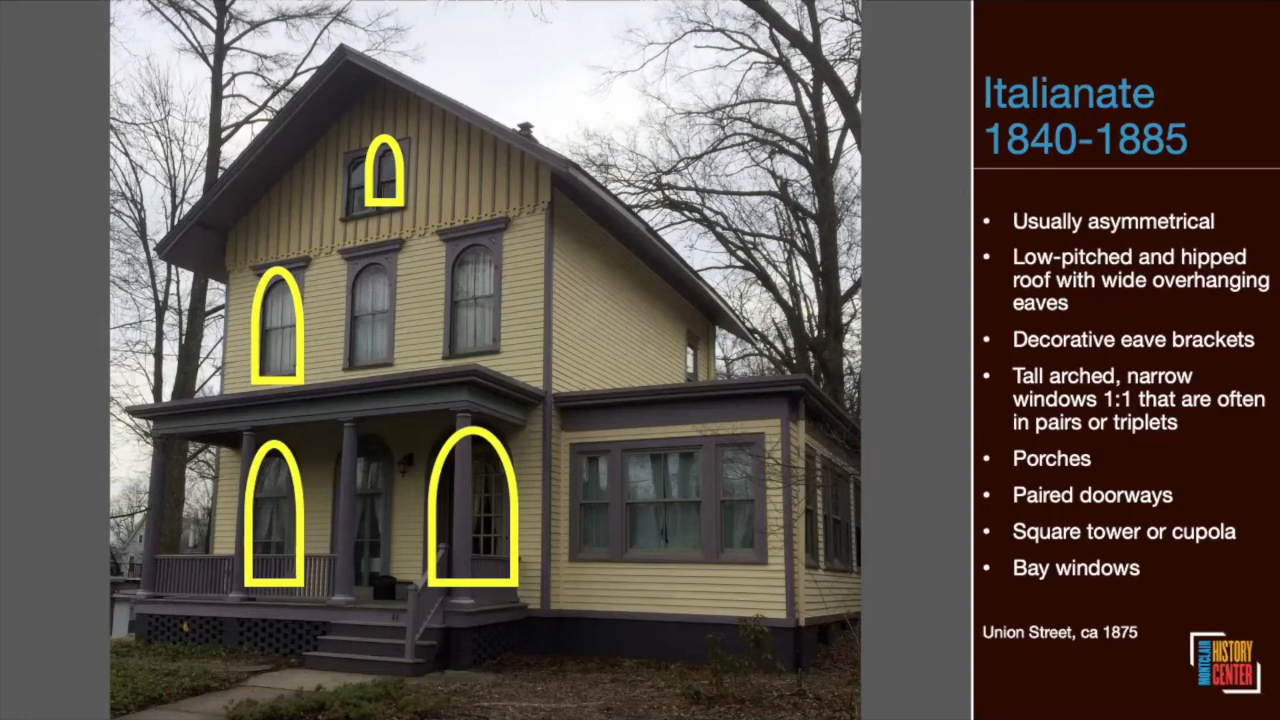 Italianate
1840-1885
• Usually asymmetrical
• Low-pitched and hipped
roof with wide overhanging
eaves
• Decorative eave brackets
• Tall arched, narrow
windows 1:1 that are often
in pairs or triplets
• Porches
• Paired doorways
• Square tower or cupola
• Bay windows
Union Street, ca 1875
MONTCLAIR
HISTORY
CENTER